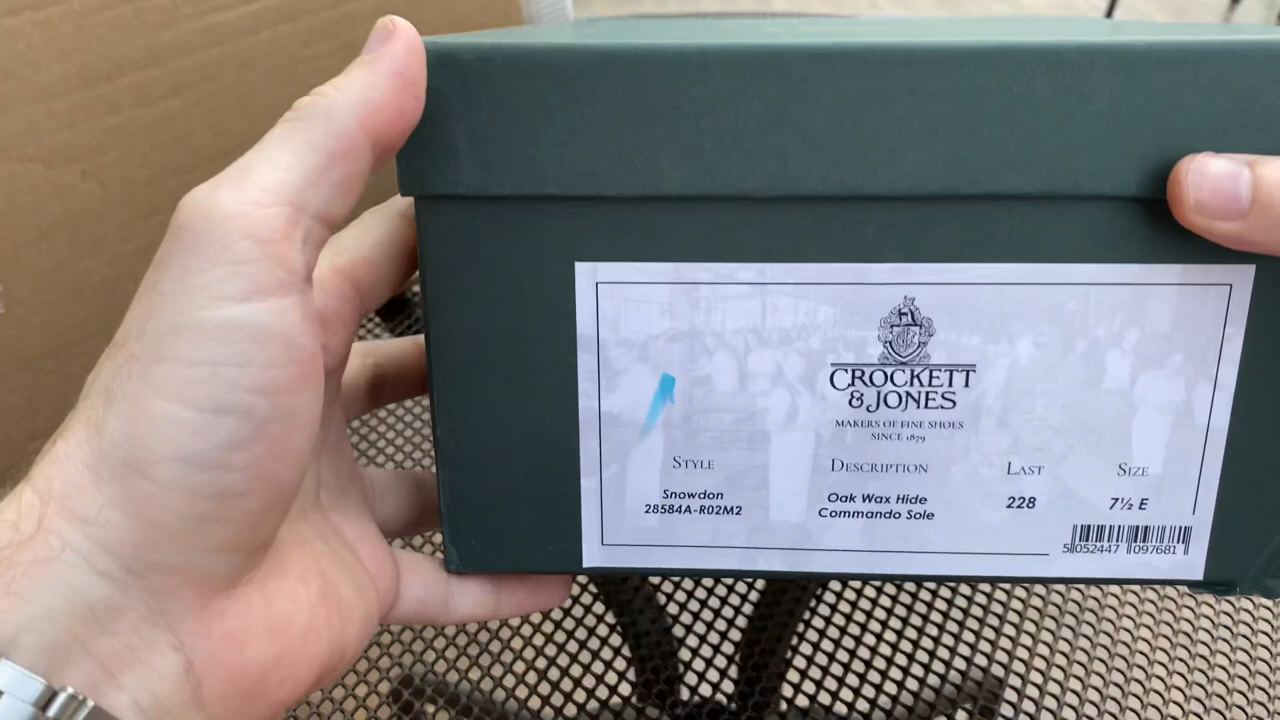 CROCKETT
& JONES
MAKERS OF FINE SHOES
SINCE 1879
STYLE DESCRIPTION LAST SIZE
Snowdon Oak Wax Hide 228 7½ E
28584A-R02M2 Commando Sole
5 052447 097681